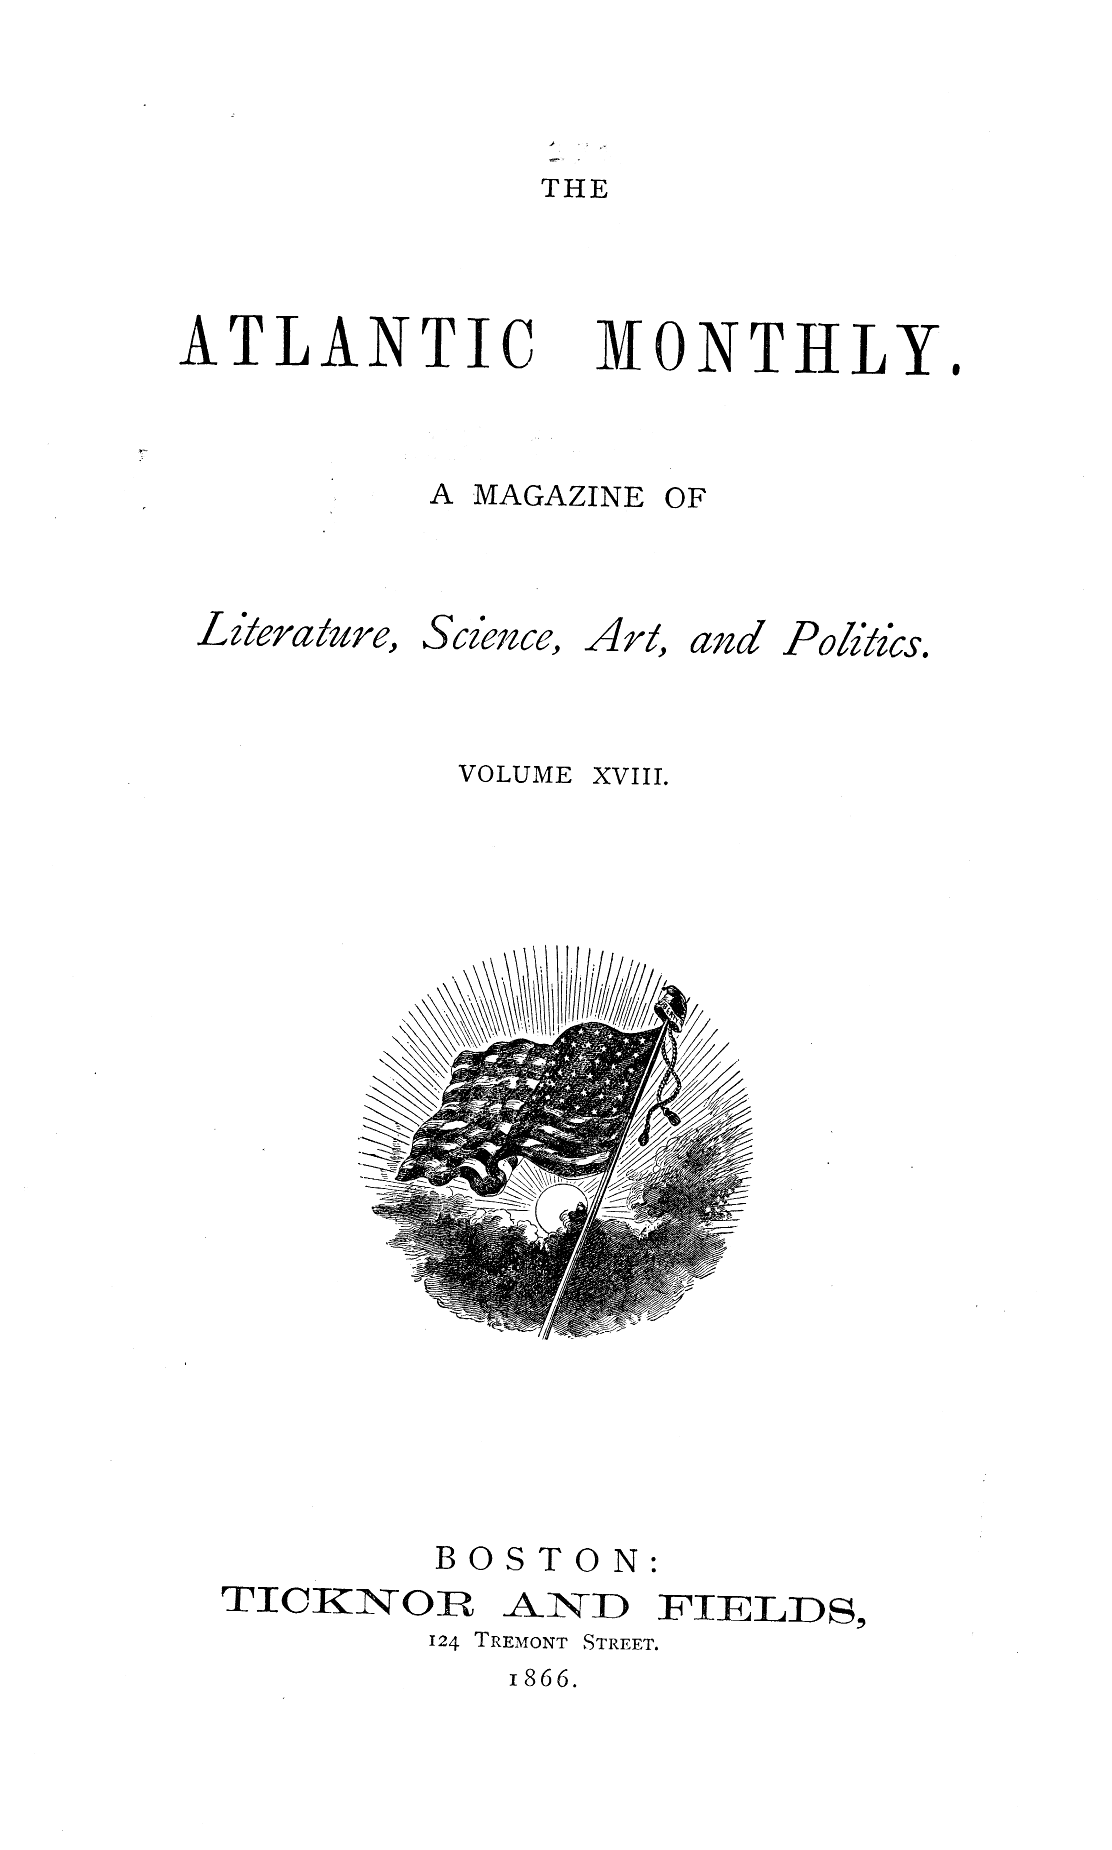 THE
ATLANTIC MONTHLY.
A MAGAZINE OF
Literature, Science, Art, and Politics.
VOLUME XVIII.
BOSTON:
TICKNOR AND FIELDS,
124 TREMONT STREET.
1866.